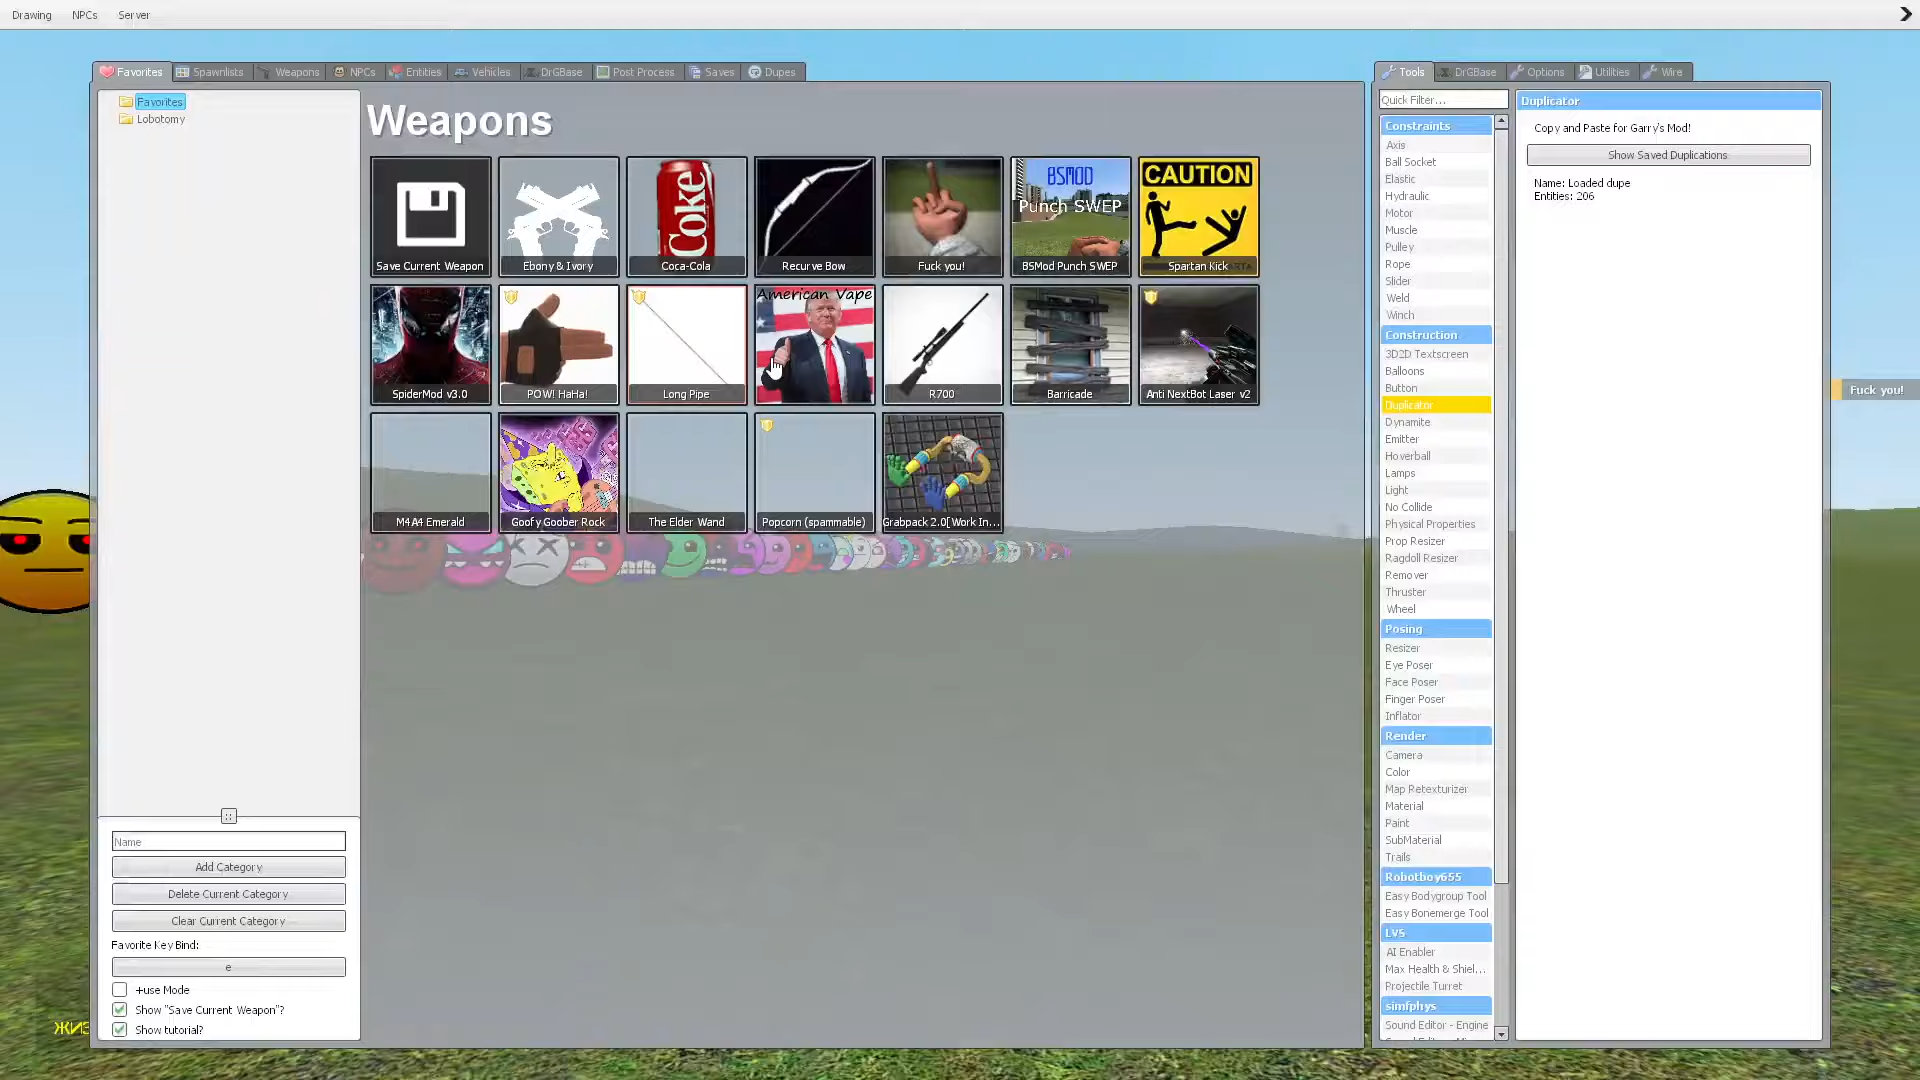 Drawing NPCs Server
Favorites Spawnlists Weapons NPCs Entities Vehicles DrGBase Post Process Saves Dupes
Favorites
Lobotomy
Weapons
Save Current Weapon
Ebony & Ivory
Coke
Coca-Cola
Recurve Bow
Fuck you!
BSMOD
Punch SWEP
BSMod Punch SWEP
CAUTION
Spartan Kick
SpiderMod v3.0
POW! HaHa!
Long Pipe
American Vape
R700
Barricade
Anti NextBot Laser v2
M4A4 Emerald
Goofy Goober Rock
The Elder Wand
Popcorn (spammable)
Grabpack 2.0[Work In...
Name
Add Category
Delete Current Category
Clear Current Category
Favorite Key Bind:
e
+use Mode
Show "Save Current Weapon"?
Show tutorial?
ЖИЗ
Tools DrGBase Options Utilities Wire
Quick Filter...
Constraints
Axis
Ball Socket
Elastic
Hydraulic
Motor
Muscle
Pulley
Rope
Slider
Weld
Winch
Construction
3D2D Textscreen
Balloons
Button
Duplicator
Dynamite
Emitter
Hoverball
Lamps
Light
No Collide
Physical Properties
Prop Resizer
Ragdoll Resizer
Remover
Thruster
Wheel
Posing
Resizer
Eye Poser
Face Poser
Finger Poser
Inflator
Render
Camera
Color
Map Retexturizer
Material
Paint
SubMaterial
Trails
Robotboy655
Easy Bodygroup Tool
Easy Bonemerge Tool
LVS
AI Enabler
Max Health & Shiel...
Projectile Turret
simfphys
Sound Editor - Engine
Duplicator
Copy and Paste for Garry's Mod!
Show Saved Duplications
Name: Loaded dupe
Entities: 206
Fuck you!